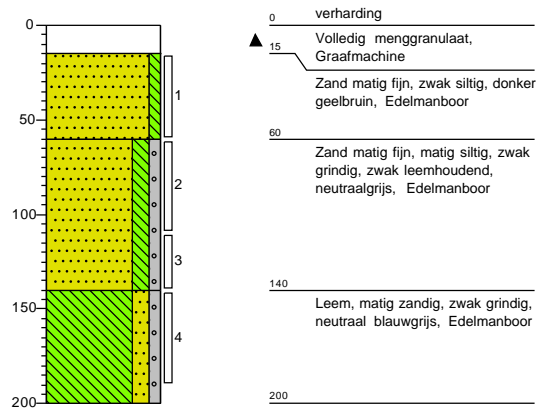 0
50
100
150
200
1
2
3
4
0
verharding
Volledig menggranulaat,
Graafmachine
15
Zand matig fijn, zwak siltig, donker
geelbruin, Edelmanboor
60
Zand matig fijn, matig siltig, zwak
grindig, zwak leemhoudend,
neutraalgrijs, Edelmanboor
140
Leem, matig zandig, zwak grindig,
neutraal blauwgrijs, Edelmanboor
200